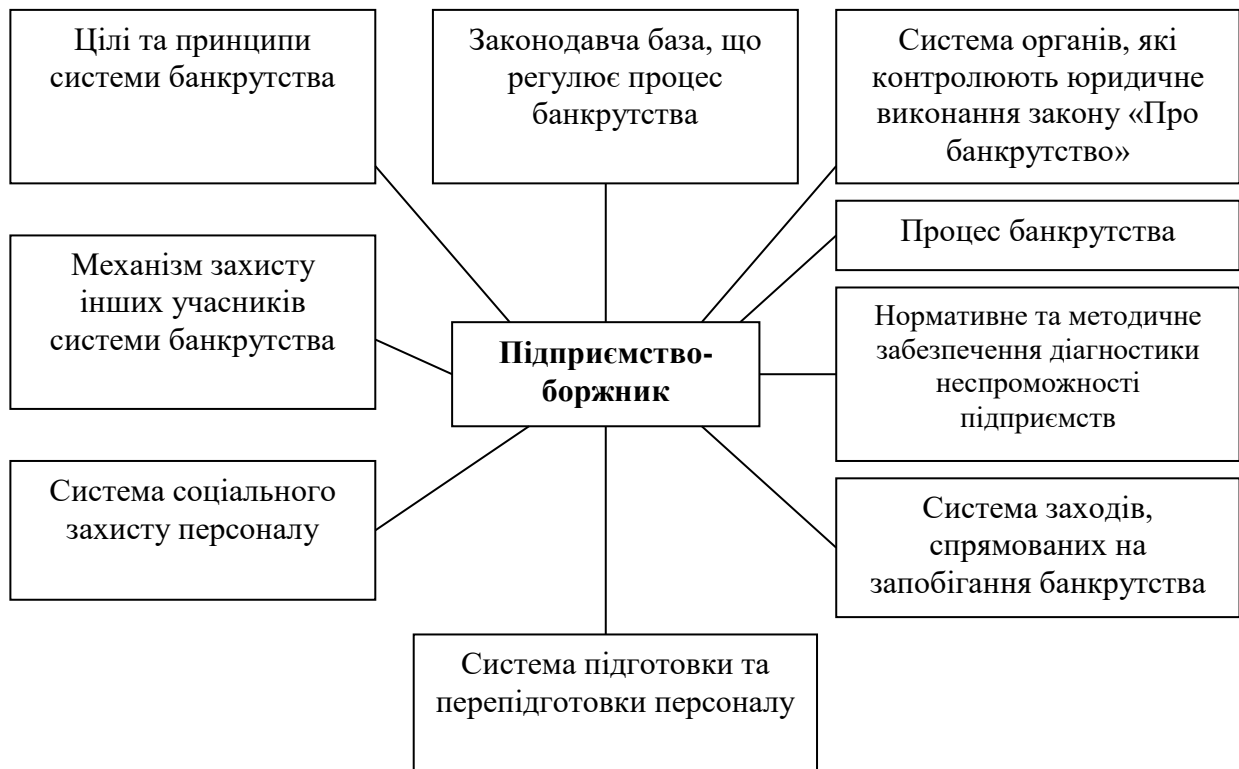 Цілі та принципи
системи банкрутства
Законодавча база, що
регулює процес
банкрутства
Система органів, які
контролюють юридичне
виконання закону «Про
банкрутство»
Процес банкрутства
Механізм захисту
інших учасників
системи банкрутства
Підприємство-
боржник
Нормативне та методичне
забезпечення діагностики
неспроможності
підприємств
Система соціального
захисту персоналу
Система заходів,
спрямованих на
запобігання банкрутства
Система підготовки та
перепідготовки персоналу